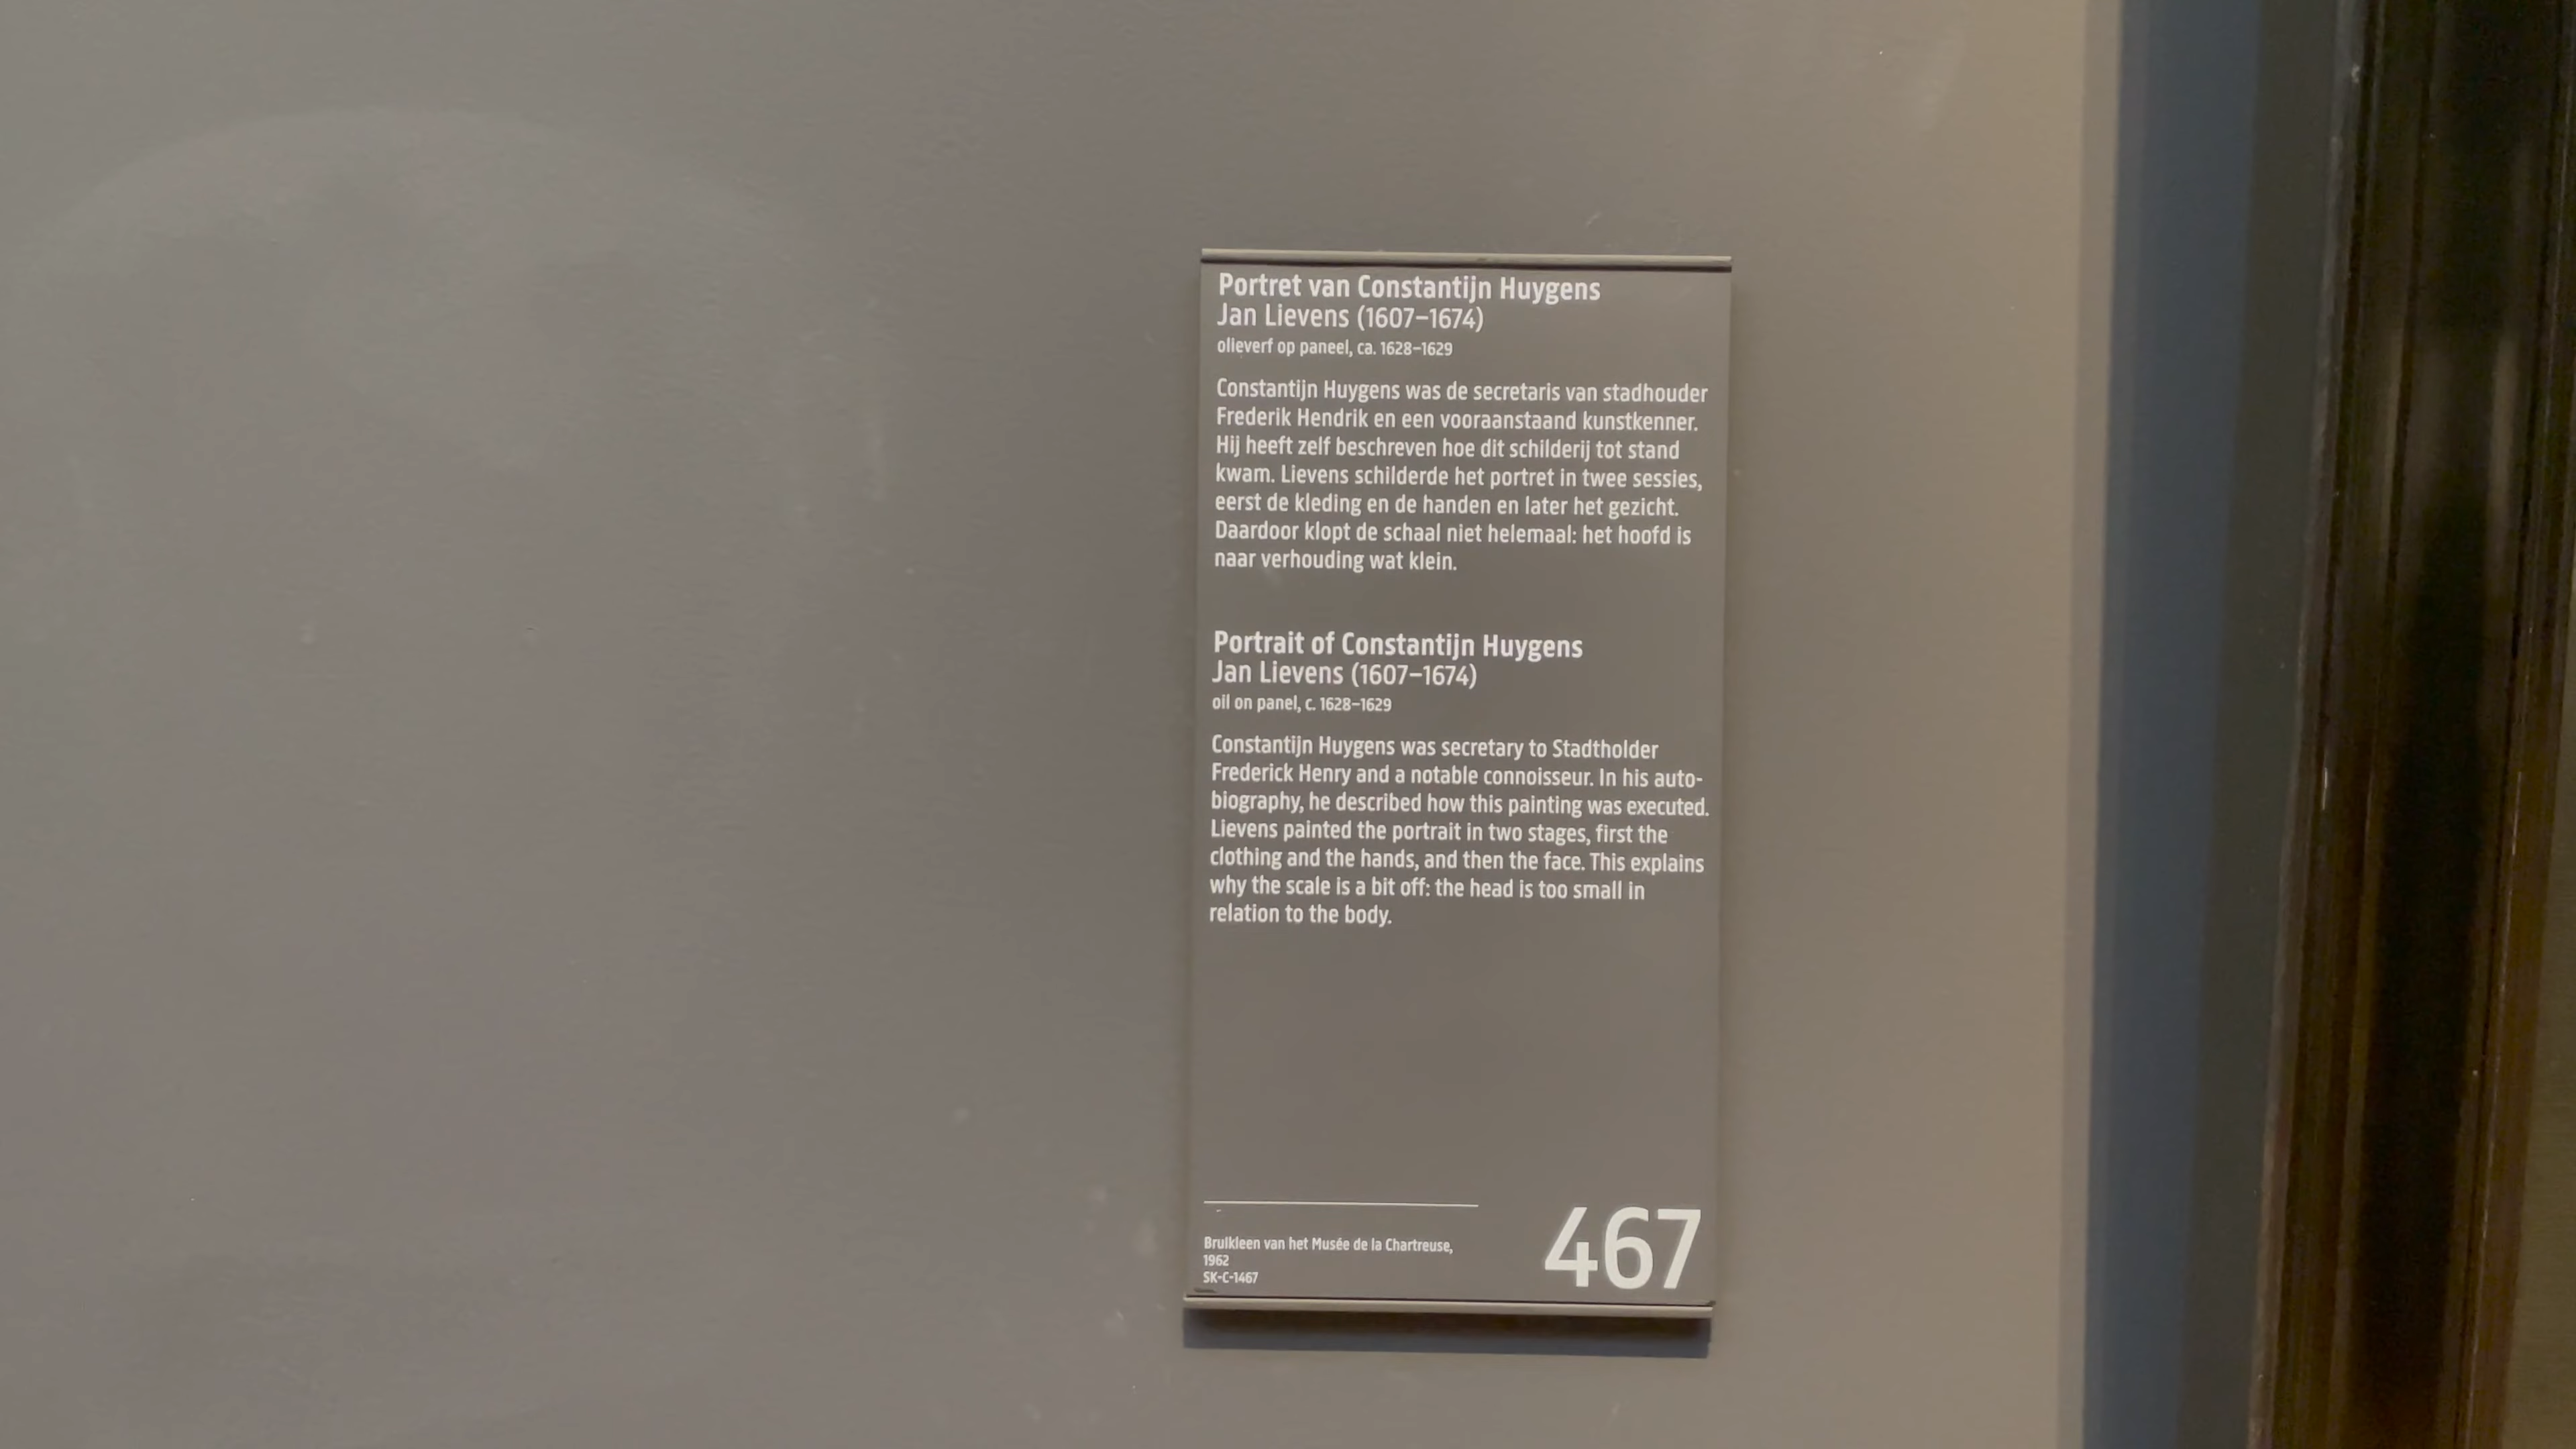 Portret van Constantijn Huygens
Jan Lievens (1607–1674)
olieverf op paneel, ca. 1628–1629
Constantijn Huygens was de secretaris van stadhouder
Frederik Hendrik en een vooraanstaand kunstkenner.
Hij heeft zelf beschreven hoe dit schilderij tot stand
kwam. Lievens schilderde het portret in twee sessies,
eerst de kleding en de handen en later het gezicht.
Daardoor klopt de schaal niet helemaal: het hoofd is
naar verhouding wat klein.
Portrait of Constantijn Huygens
Jan Lievens (1607–1674)
oil on panel, c. 1628–1629
Constantijn Huygens was secretary to Stadtholder
Frederick Henry and a notable connoisseur. In his auto-
biography, he described how this painting was executed.
Lievens painted the portrait in two stages, first the
clothing and the hands, and then the face. This explains
why the scale is a bit off: the head is too small in
relation to the body.
Bruikleen van het Musée de la Chartreuse,
1962
SK-C-1467
467